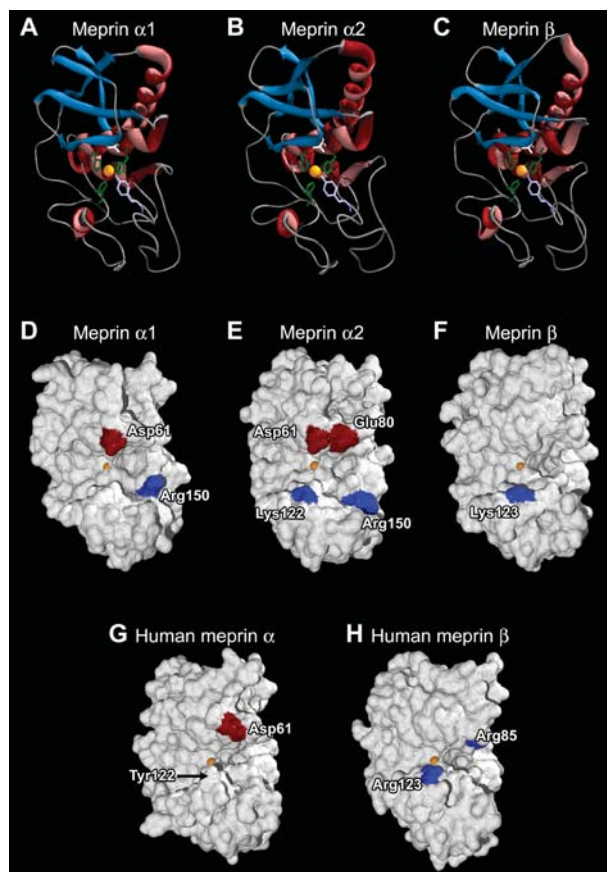 A Meprin α1
B Meprin α2
C Meprin β
D Meprin α1
E Meprin α2
F Meprin β
Asp61
Arg150
Asp61
Glu80
Lys122
Arg150
Lys123
G Human meprin α
H Human meprin β
Asp61
Tyr122
Arg85
Arg123